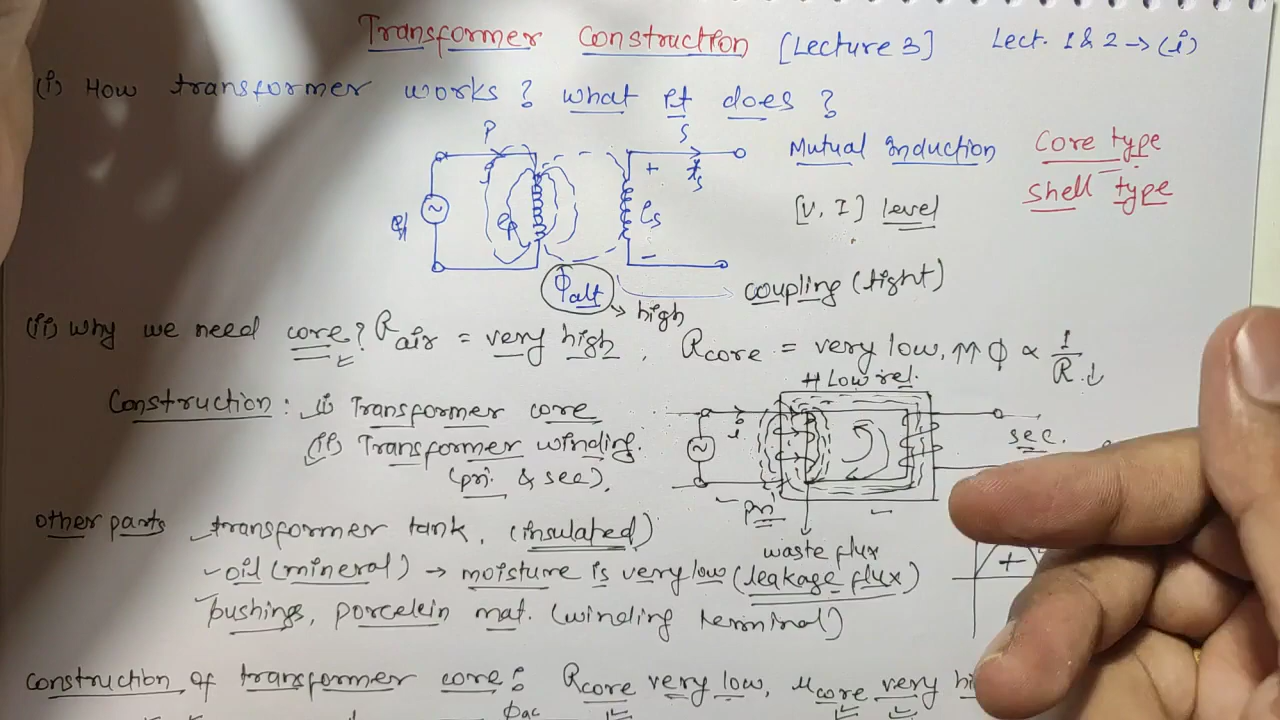 Transformer Construction [Lecture 3] Lect. 1 & 2 → (i)
(i) How transformer works? what it does?
P
S
Mutual induction
Core type
Shell type
+
is
ep
es
[V, I] level
-
Φalt
→ high
coupling (tight)
(ii) why we need core? Rair = very high, Rcore = very low, ↑↑ Φ ∝ 1/R ↓
# Low rel.
Construction: (i) Transformer core
i
sec.
(ii) Transformer winding.
(pri. & sec).
pri
other parts transformer tank, (insulated)
waste flux
+
oil (mineral) → moisture is very low (leakage flux)
bushings, porcelein mat. (winding terminal)
construction of transformer core: Rcore very low, μcore very
Φac